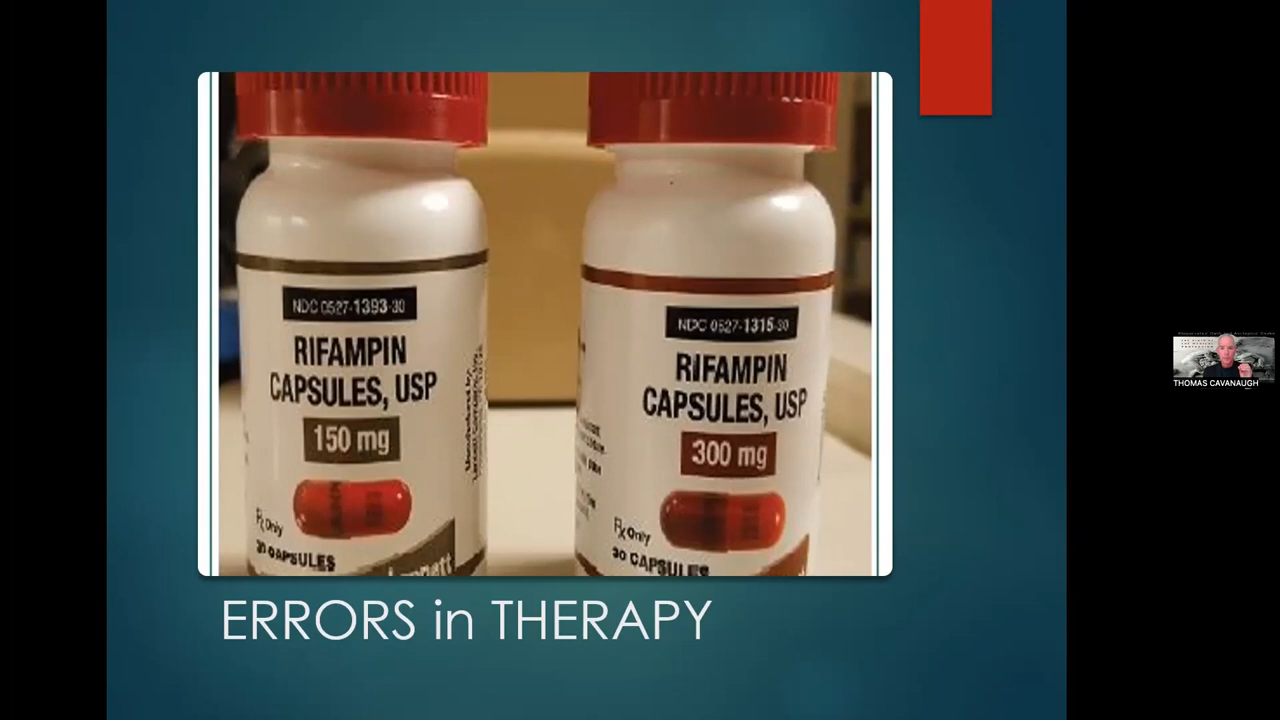 NDC 0527-1393-30
RIFAMPIN
CAPSULES, USP
150 mg
Rx Only
30 CAPSULES
NDC 0527-1315-30
RIFAMPIN
CAPSULES, USP
300 mg
Rx Only
30 CAPSULES
ERRORS in THERAPY
THOMAS CAVANAUGH